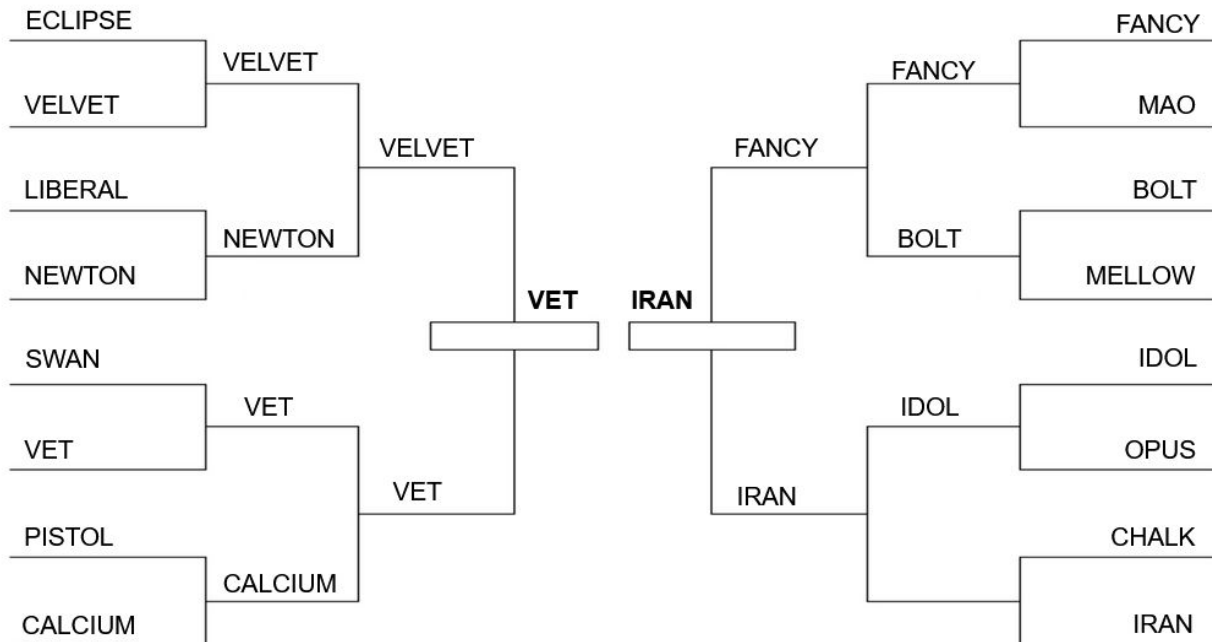 ECLIPSE
VELVET
LIBERAL
NEWTON
SWAN
VET
PISTOL
CALCIUM
VELVET
NEWTON
VET
CALCIUM
VELVET
VET
VET
IRAN
FANCY
IRAN
FANCY
BOLT
IDOL
FANCY
MAO
BOLT
MELLOW
IDOL
OPUS
CHALK
IRAN